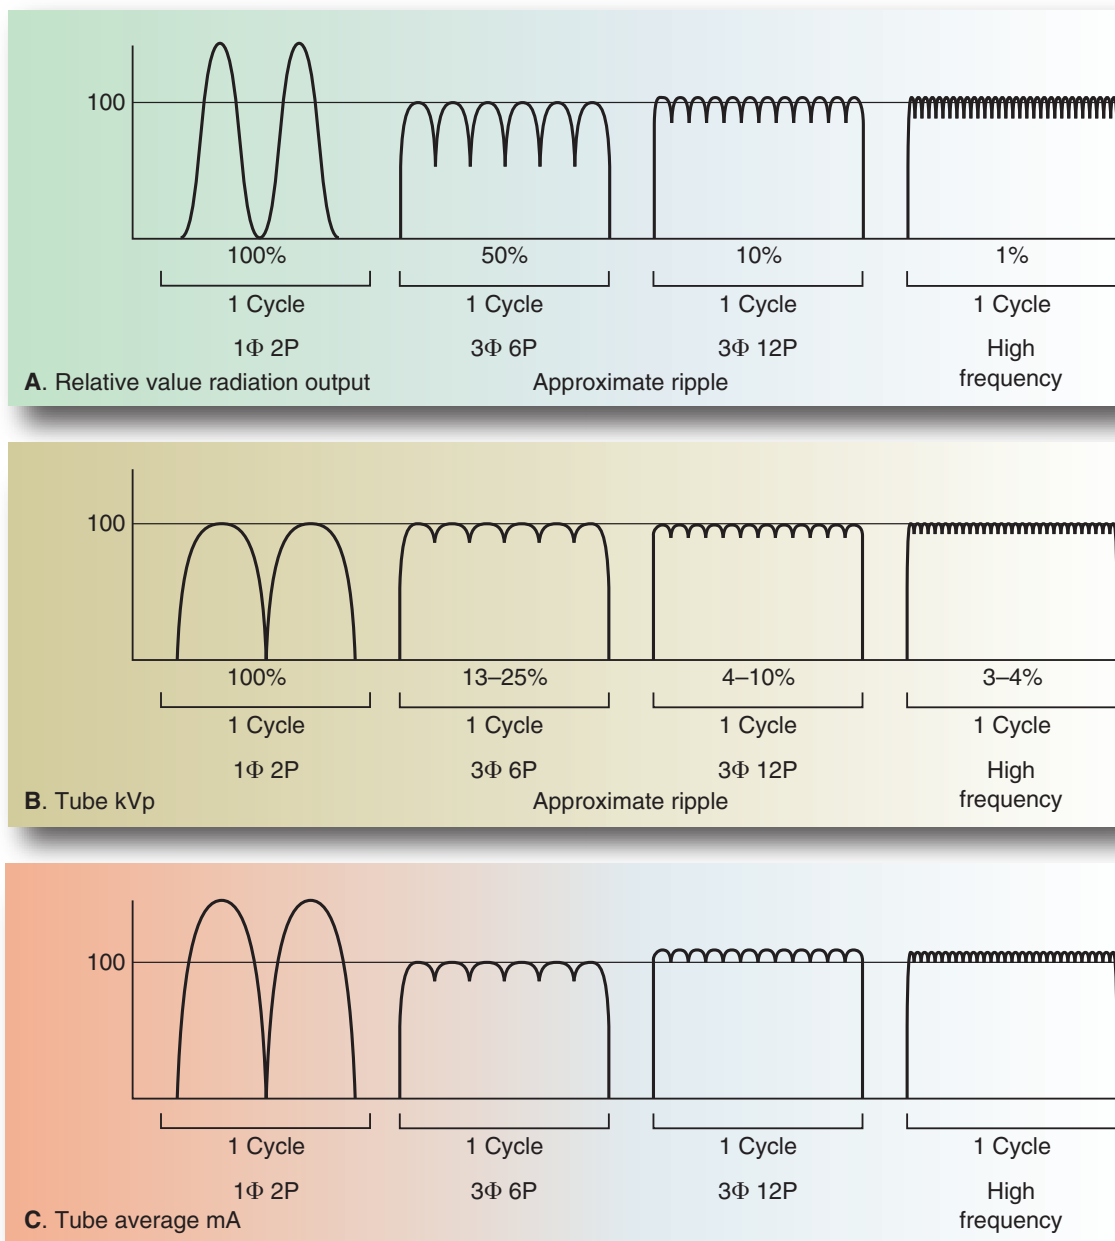 100
100% 50% 10% 1%
1 Cycle 1 Cycle 1 Cycle 1 Cycle
1Φ 2P 3Φ 6P 3Φ 12P High
frequency
A. Relative value radiation output Approximate ripple
100
100% 13–25% 4–10% 3–4%
1 Cycle 1 Cycle 1 Cycle 1 Cycle
1Φ 2P 3Φ 6P 3Φ 12P High
frequency
B. Tube kVp Approximate ripple
100
1 Cycle 1 Cycle 1 Cycle 1 Cycle
1Φ 2P 3Φ 6P 3Φ 12P High
frequency
C. Tube average mA